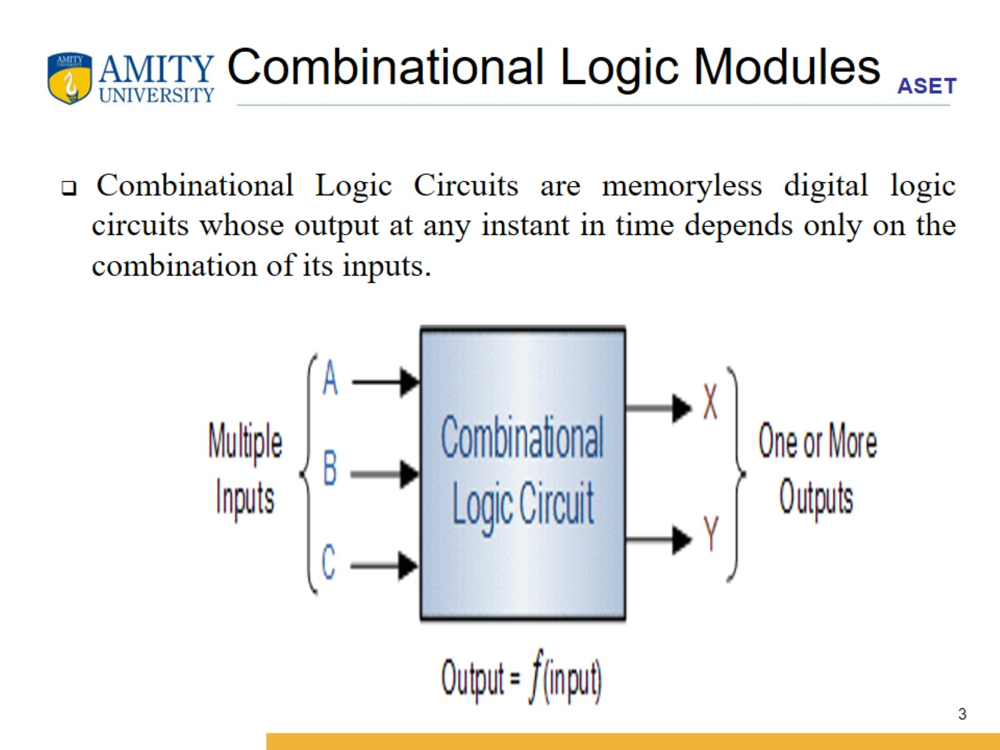 AMITY
UNIVERSITY
AMITY
UNIVERSITY
Combinational Logic Modules
ASET
❑ Combinational Logic Circuits are memoryless digital logic
circuits whose output at any instant in time depends only on the
combination of its inputs.
Multiple
Inputs
A
B
C
Combinational
Logic Circuit
X
Y
One or More
Outputs
Output = f(input)
3